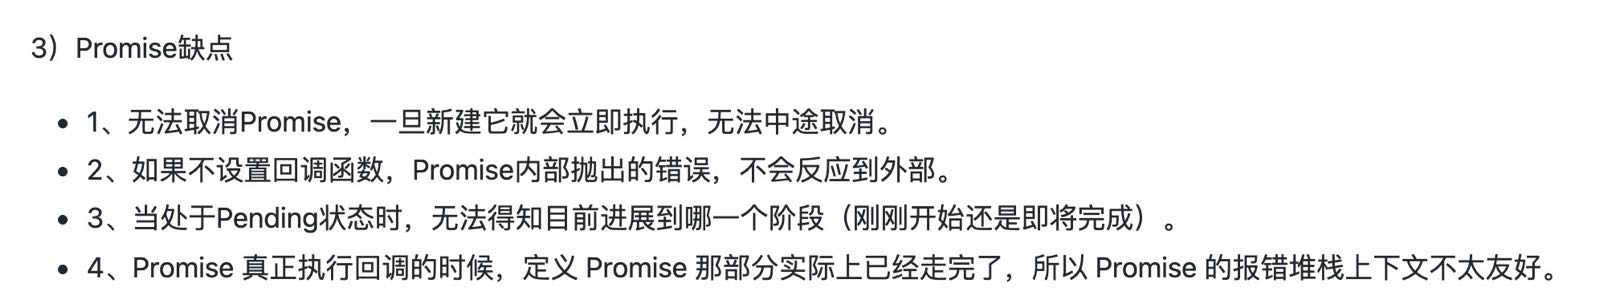 3）Promise缺点
• 1、无法取消Promise，一旦新建它就会立即执行，无法中途取消。
• 2、如果不设置回调函数，Promise内部抛出的错误，不会反应到外部。
• 3、当处于Pending状态时，无法得知目前进展到哪一个阶段（刚刚开始还是即将完成）。
• 4、Promise 真正执行回调的时候，定义 Promise 那部分实际上已经走完了，所以 Promise 的报错堆栈上下文不太友好。